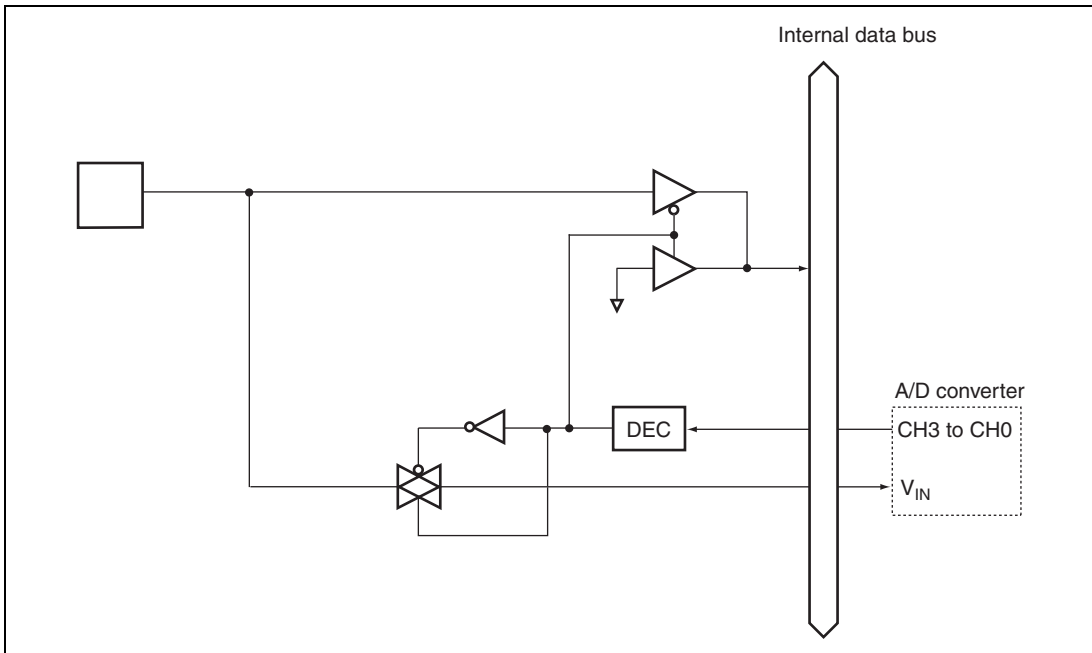 Internal data bus
A/D converter
DEC
CH3 to CH0
VIN